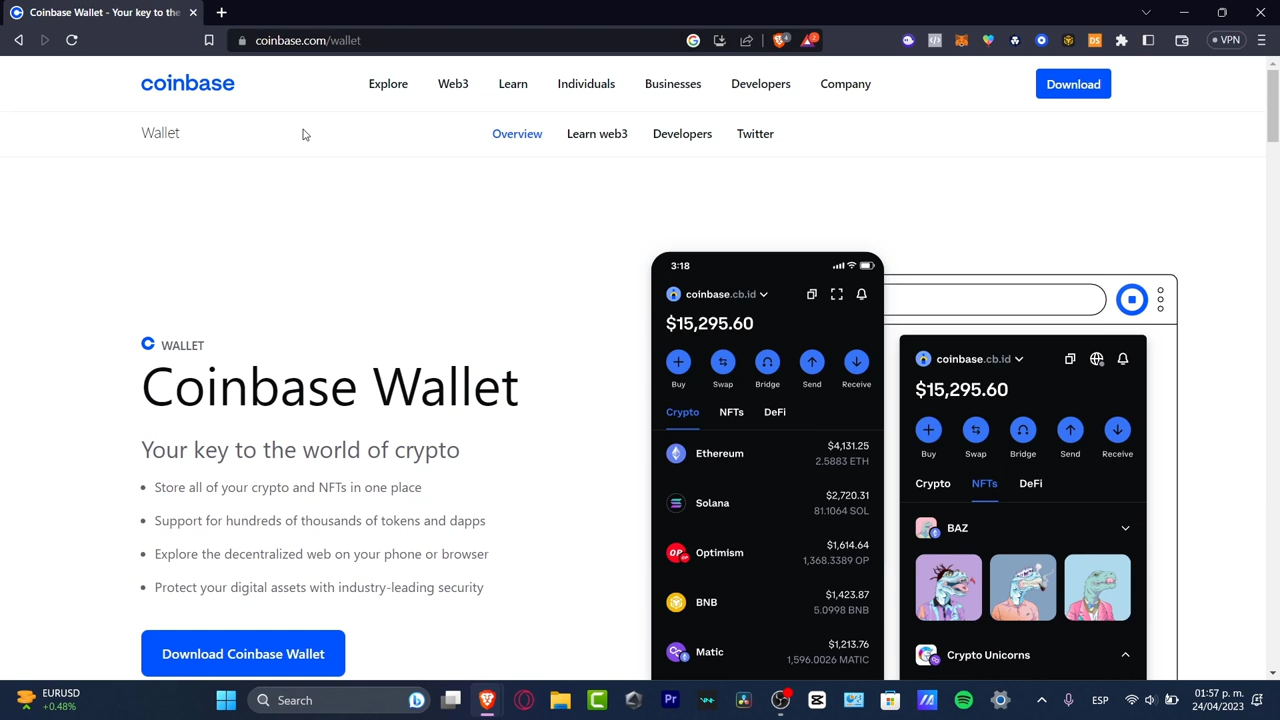 Coinbase Wallet - Your key to the
coinbase.com/wallet
4
2
DS
VPN
coinbase
Explore
Web3
Learn
Individuals
Businesses
Developers
Company
Download
Wallet
Overview
Learn web3
Developers
Twitter
WALLET
Coinbase Wallet
Your key to the world of crypto
Store all of your crypto and NFTs in one place
Support for hundreds of thousands of tokens and dapps
Explore the decentralized web on your phone or browser
Protect your digital assets with industry-leading security
Download Coinbase Wallet
3:18
coinbase.cb.id
$15,295.60
Buy
Swap
Bridge
Send
Receive
Crypto
NFTs
DeFi
Ethereum
$4,131.25
2.5883 ETH
Solana
$2,720.31
81.1064 SOL
OP
Optimism
$1,614.64
1,368.3389 OP
BNB
$1,423.87
5.0998 BNB
Matic
$1,213.76
1,596.0026 MATIC
coinbase.cb.id
$15,295.60
Buy
Swap
Bridge
Send
Receive
Crypto
NFTs
DeFi
BAZ
Crypto Unicorns
EURUSD
+0.48%
Search
Pr
ESP
01:57 p. m.
24/04/2023